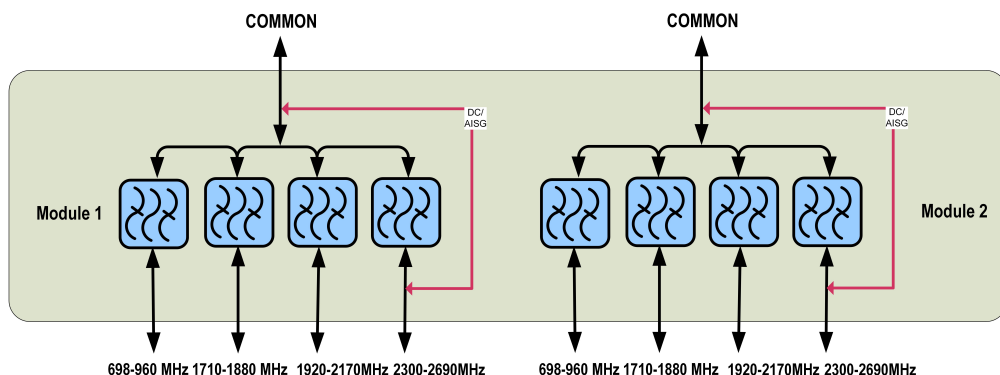 COMMON
COMMON
DC/
AISG
DC/
AISG
Module 1
Module 2
698-960 MHz 1710-1880 MHz 1920-2170MHz 2300-2690MHz
698-960 MHz 1710-1880 MHz 1920-2170MHz 2300-2690MHz